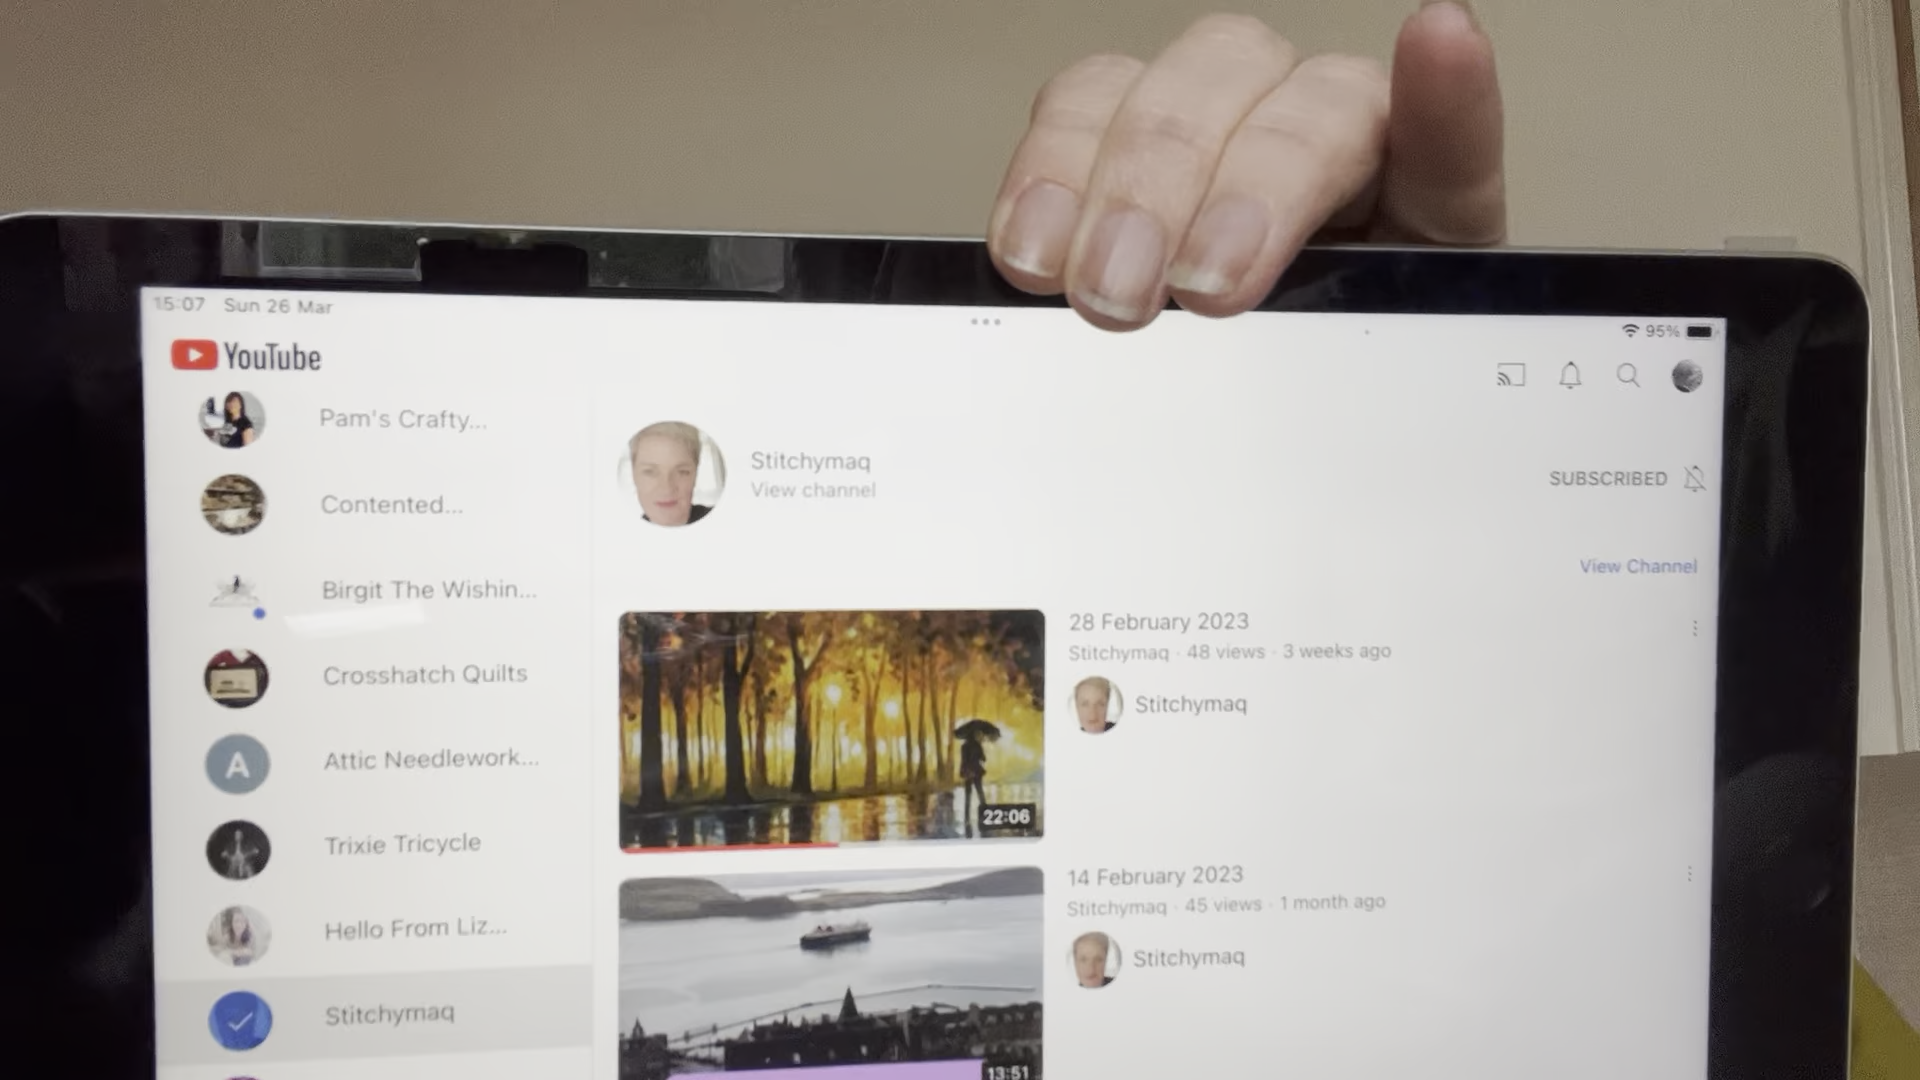 15:07 Sun 26 Mar
95%
YouTube
Pam's Crafty...
Contented...
Birgit The Wishin...
Crosshatch Quilts
A
Attic Needlework...
Trixie Tricycle
Hello From Liz...
Stitchymaq
Stitchymaq
View channel
SUBSCRIBED
View Channel
22:06
28 February 2023
Stitchymaq · 48 views · 3 weeks ago
Stitchymaq
13:51
14 February 2023
Stitchymaq · 45 views · 1 month ago
Stitchymaq